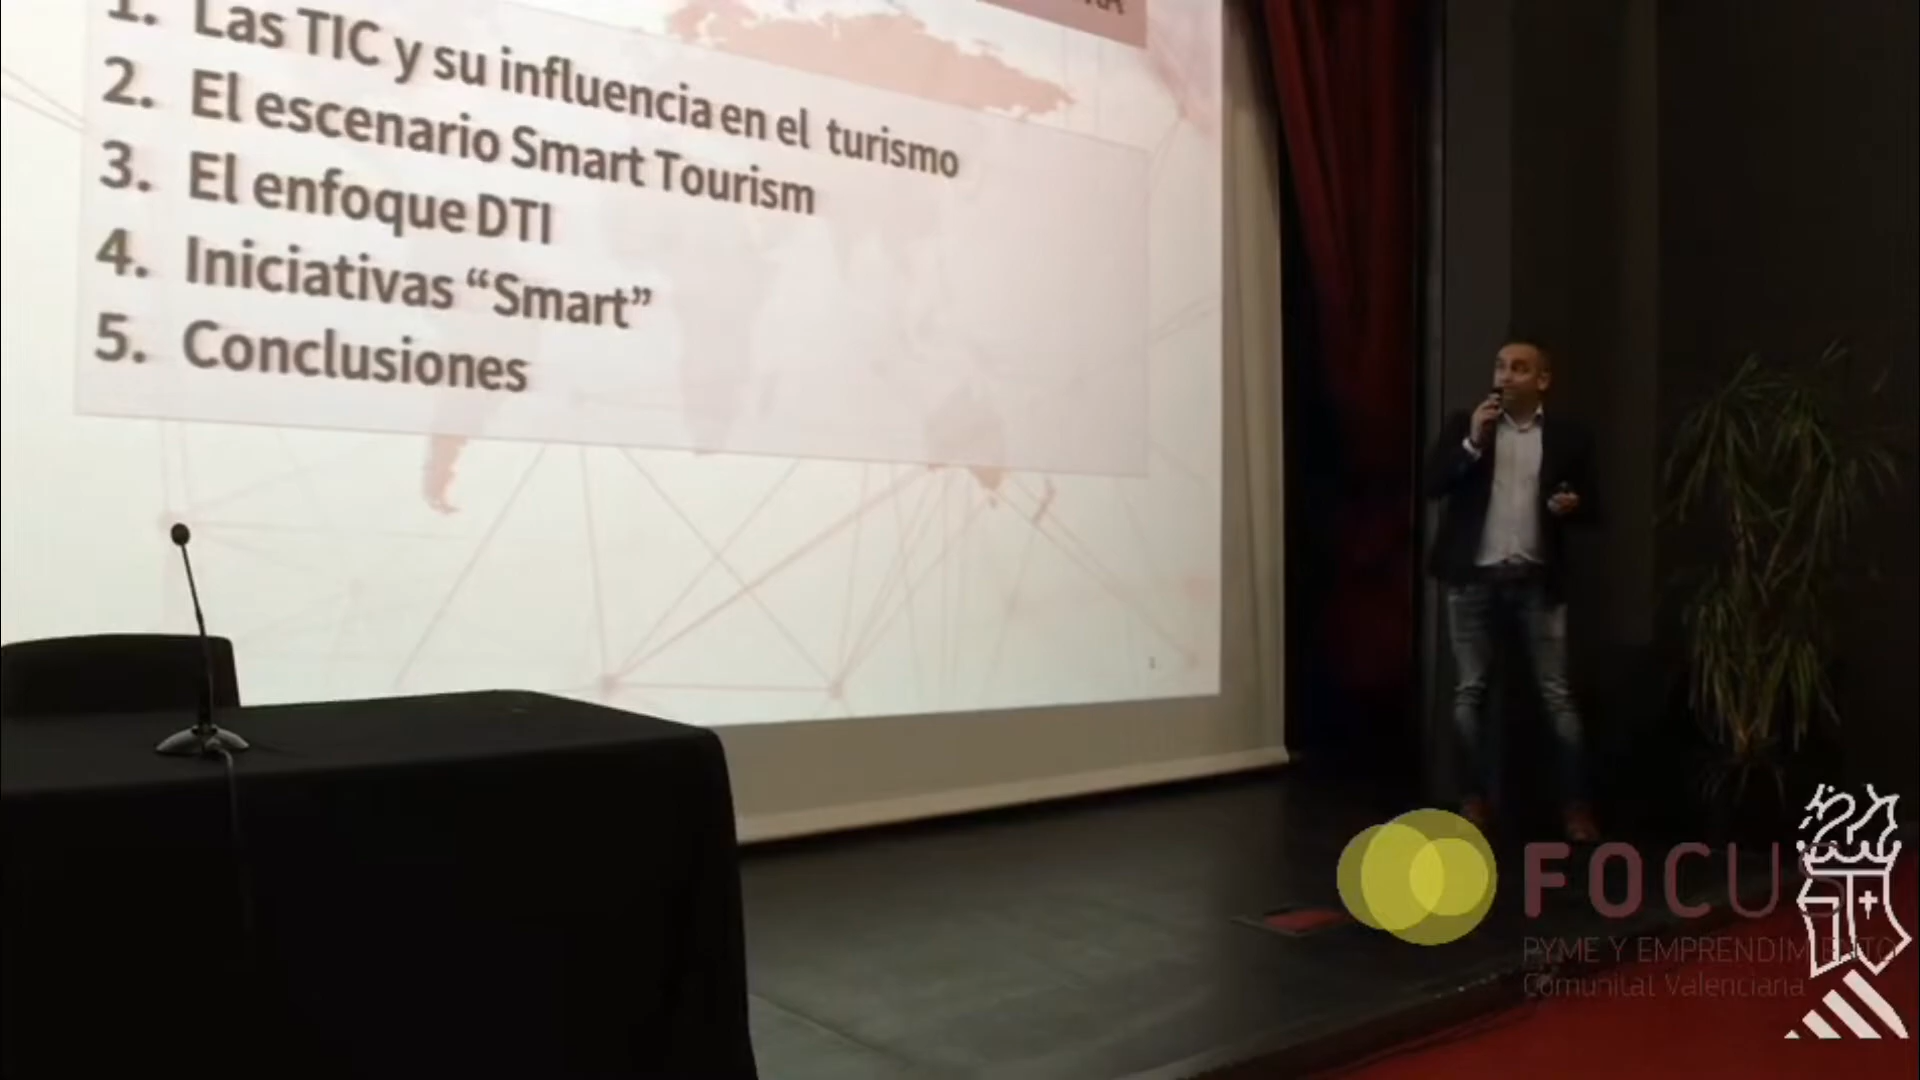 1. Las TIC y su influencia en el turismo
2. El escenario Smart Tourism
3. El enfoque DTI
4. Iniciativas “Smart”
5. Conclusiones
FOCUS
PYME Y EMPRENDIMIENTO
Comunitat Valenciana